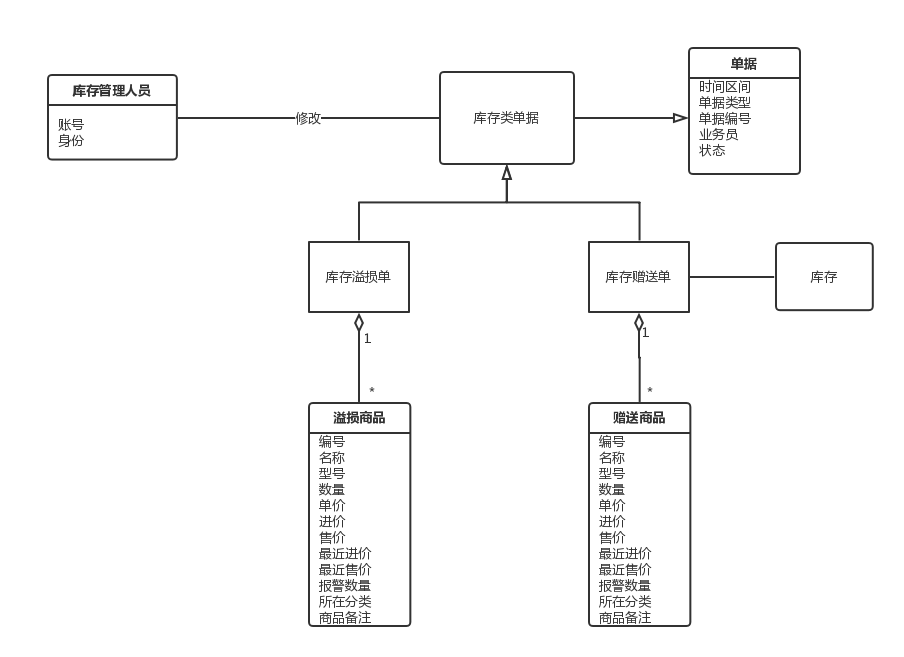 库存管理人员
账号
身份
修改
库存类单据
单据
时间区间
单据类型
单据编号
业务员
状态
库存溢损单
库存赠送单
库存
1
*
1
*
溢损商品
编号
名称
型号
数量
单价
进价
售价
最近进价
最近售价
报警数量
所在分类
商品备注
赠送商品
编号
名称
型号
数量
单价
进价
售价
最近进价
最近售价
报警数量
所在分类
商品备注